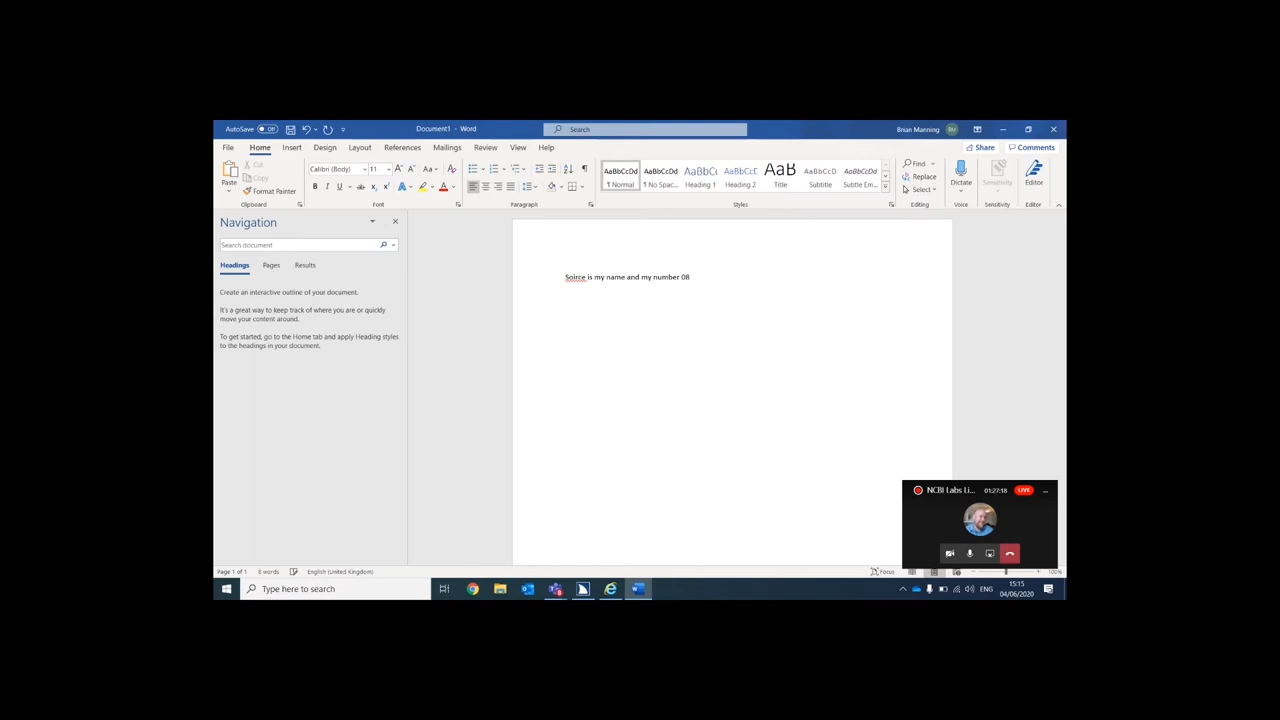 AutoSave Off Document1 - Word Search Brian Manning BM
File Home Insert Design Layout References Mailings Review View Help Share Comments
Paste Cut Copy Format Painter Clipboard
Calibri (Body) 11 Font
Paragraph
AaBbCcDd AaBbCcDd AaBbCc AaBbCcE AaB AaBbCcD AaBbCcDd
¶ Normal ¶ No Spac... Heading 1 Heading 2 Title Subtitle Subtle Em...
Styles
Find Replace Select Editing
Dictate Voice
Sensitivity Sensitivity
Editor Editor
Navigation
Search document
Headings Pages Results
Create an interactive outline of your document.
It's a great way to keep track of where you are or quickly
move your content around.
To get started, go to the Home tab and apply Heading styles
to the headings in your document.
Soirce is my name and my number 08
NCBI Labs Li... 01:27:18 LIVE ...
Page 1 of 1 8 words English (United Kingdom) Focus 100%
Type here to search ENG 15:15
04/06/2020